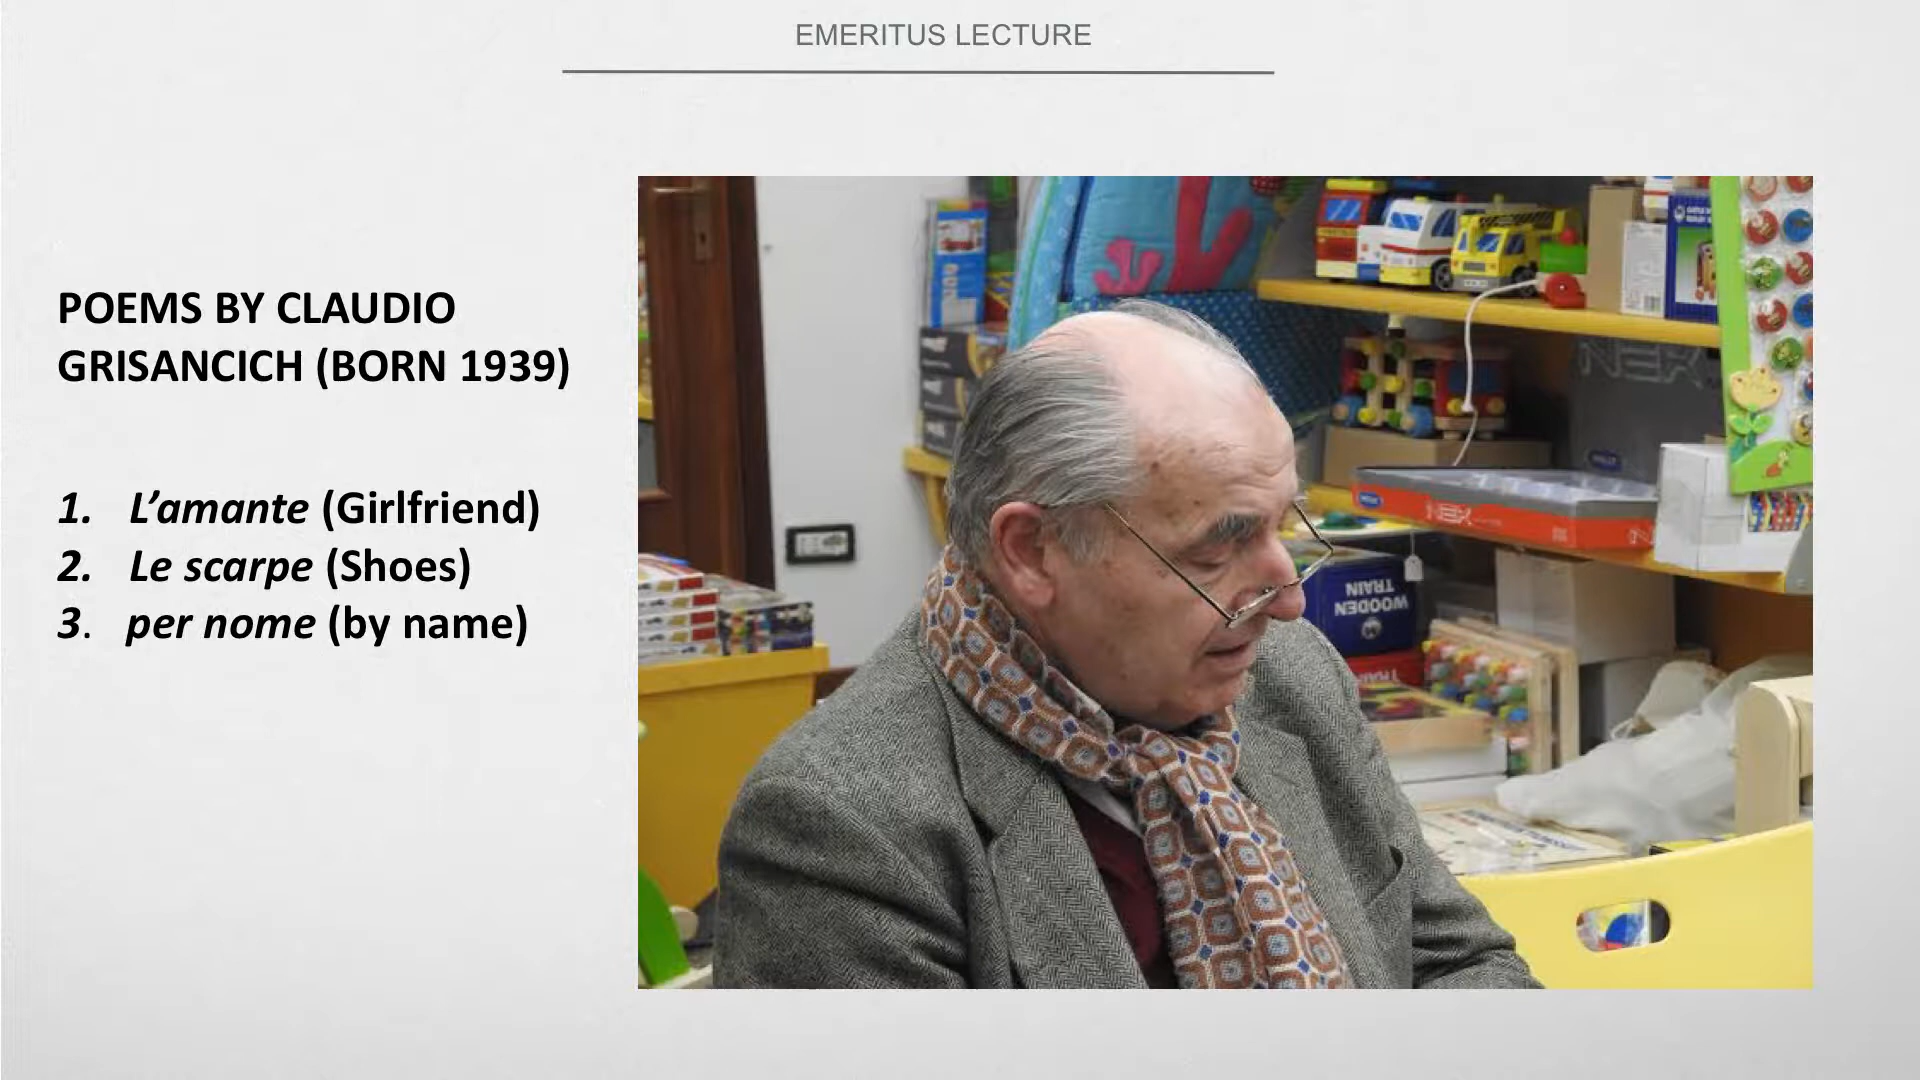 EMERITUS LECTURE
POEMS BY CLAUDIO
GRISANCICH (BORN 1939)
1. L’amante (Girlfriend)
2. Le scarpe (Shoes)
3. per nome (by name)
WOODEN
TRAIN